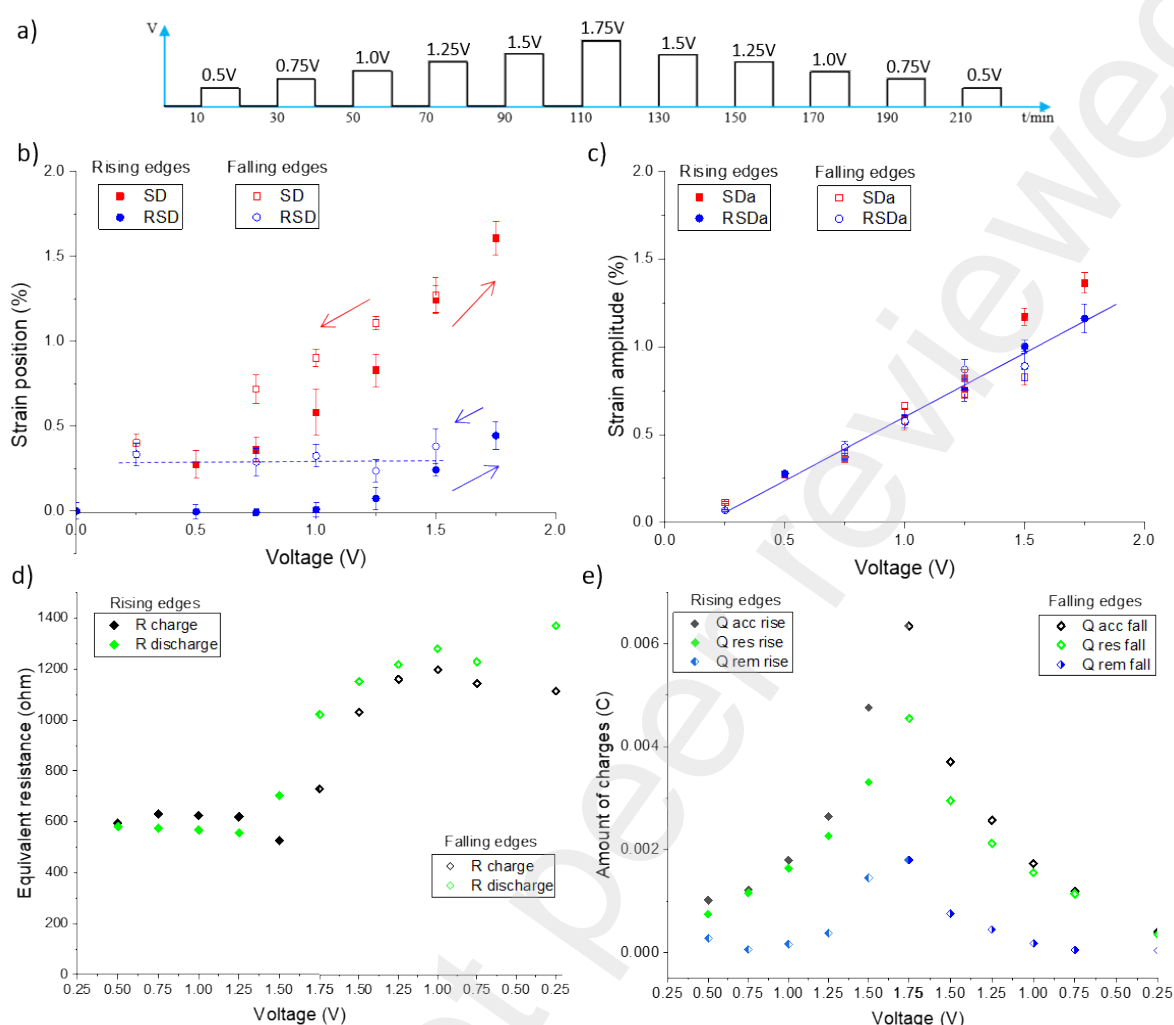 a)
V
0.5V 0.75V 1.0V 1.25V 1.5V 1.75V 1.5V 1.25V 1.0V 0.75V 0.5V
10 30 50 70 90 110 130 150 170 190 210 t/min
b)
Rising edges Falling edges
SD SD
RSD RSD
2.0
1.5
1.0
0.5
0.0
Strain position (%)
0.0 0.5 1.0 1.5 2.0
Voltage (V)
c)
Rising edges Falling edges
SDa SDa
RSDa RSDa
2.0
1.5
1.0
0.5
0.0
Strain amplitude (%)
0.5 1.0 1.5 2.0
Voltage (V)
d)
Rising edges
R charge
R discharge
1400
1200
1000
800
600
400
200
0
Equivalent resistance (ohm)
Falling edges
R charge
R discharge
0.25 0.50 0.75 1.00 1.25 1.50 1.75 1.50 1.25 1.00 0.75 0.50 0.25
Voltage (V)
e)
Rising edges Falling edges
Q acc rise Q acc fall
Q res rise Q res fall
Q rem rise Q rem fall
0.006
0.004
0.002
0.000
Amount of charges (C)
0.25 0.50 0.75 1.00 1.25 1.50 1.75 1.50 1.25 1.00 0.75 0.50 0.25
Voltage (V)
ot peer reviewe